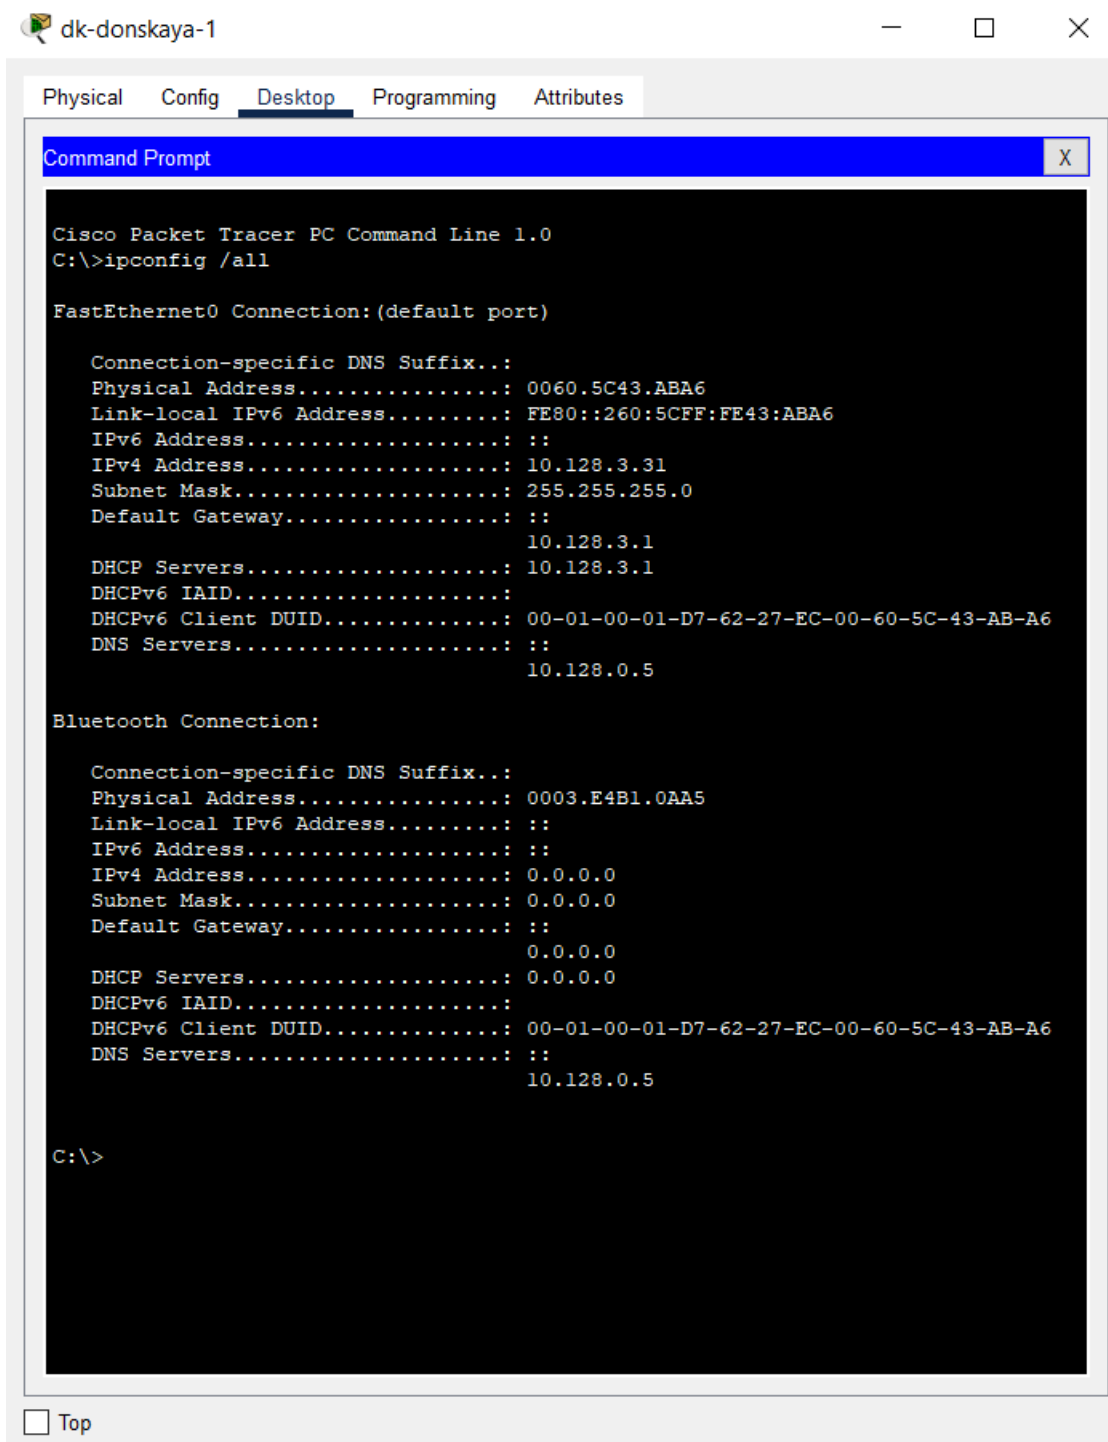 dk-donskaya-1
Physical Config Desktop Programming Attributes
Command Prompt X
Cisco Packet Tracer PC Command Line 1.0
C:\>ipconfig /all
FastEthernet0 Connection:(default port)
Connection-specific DNS Suffix..:
Physical Address................: 0060.5C43.ABA6
Link-local IPv6 Address.........: FE80::260:5CFF:FE43:ABA6
IPv6 Address....................: ::
IPv4 Address....................: 10.128.3.31
Subnet Mask.....................: 255.255.255.0
Default Gateway.................: ::
10.128.3.1
DHCP Servers....................: 10.128.3.1
DHCPv6 IAID.....................:
DHCPv6 Client DUID..............: 00-01-00-01-D7-62-27-EC-00-60-5C-43-AB-A6
DNS Servers.....................: ::
10.128.0.5
Bluetooth Connection:
Connection-specific DNS Suffix..:
Physical Address................: 0003.E4B1.0AA5
Link-local IPv6 Address.........: ::
IPv6 Address....................: ::
IPv4 Address....................: 0.0.0.0
Subnet Mask.....................: 0.0.0.0
Default Gateway.................: ::
0.0.0.0
DHCP Servers....................: 0.0.0.0
DHCPv6 IAID.....................:
DHCPv6 Client DUID..............: 00-01-00-01-D7-62-27-EC-00-60-5C-43-AB-A6
DNS Servers.....................: ::
10.128.0.5
C:\>
Top